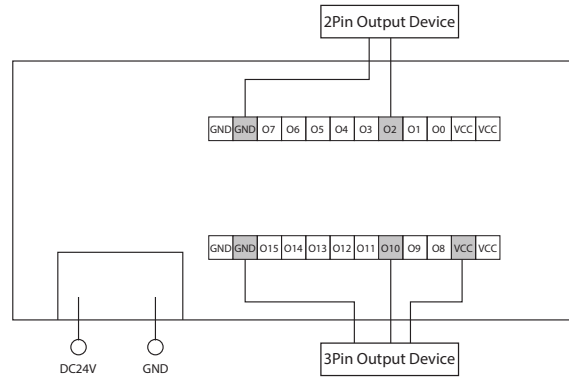 2Pin Output Device
GND GND O7 O6 O5 O4 O3 O2 O1 O0 VCC VCC
GND GND O15 O14 O13 O12 O11 O10 O9 O8 VCC VCC
3Pin Output Device
DC24V GND